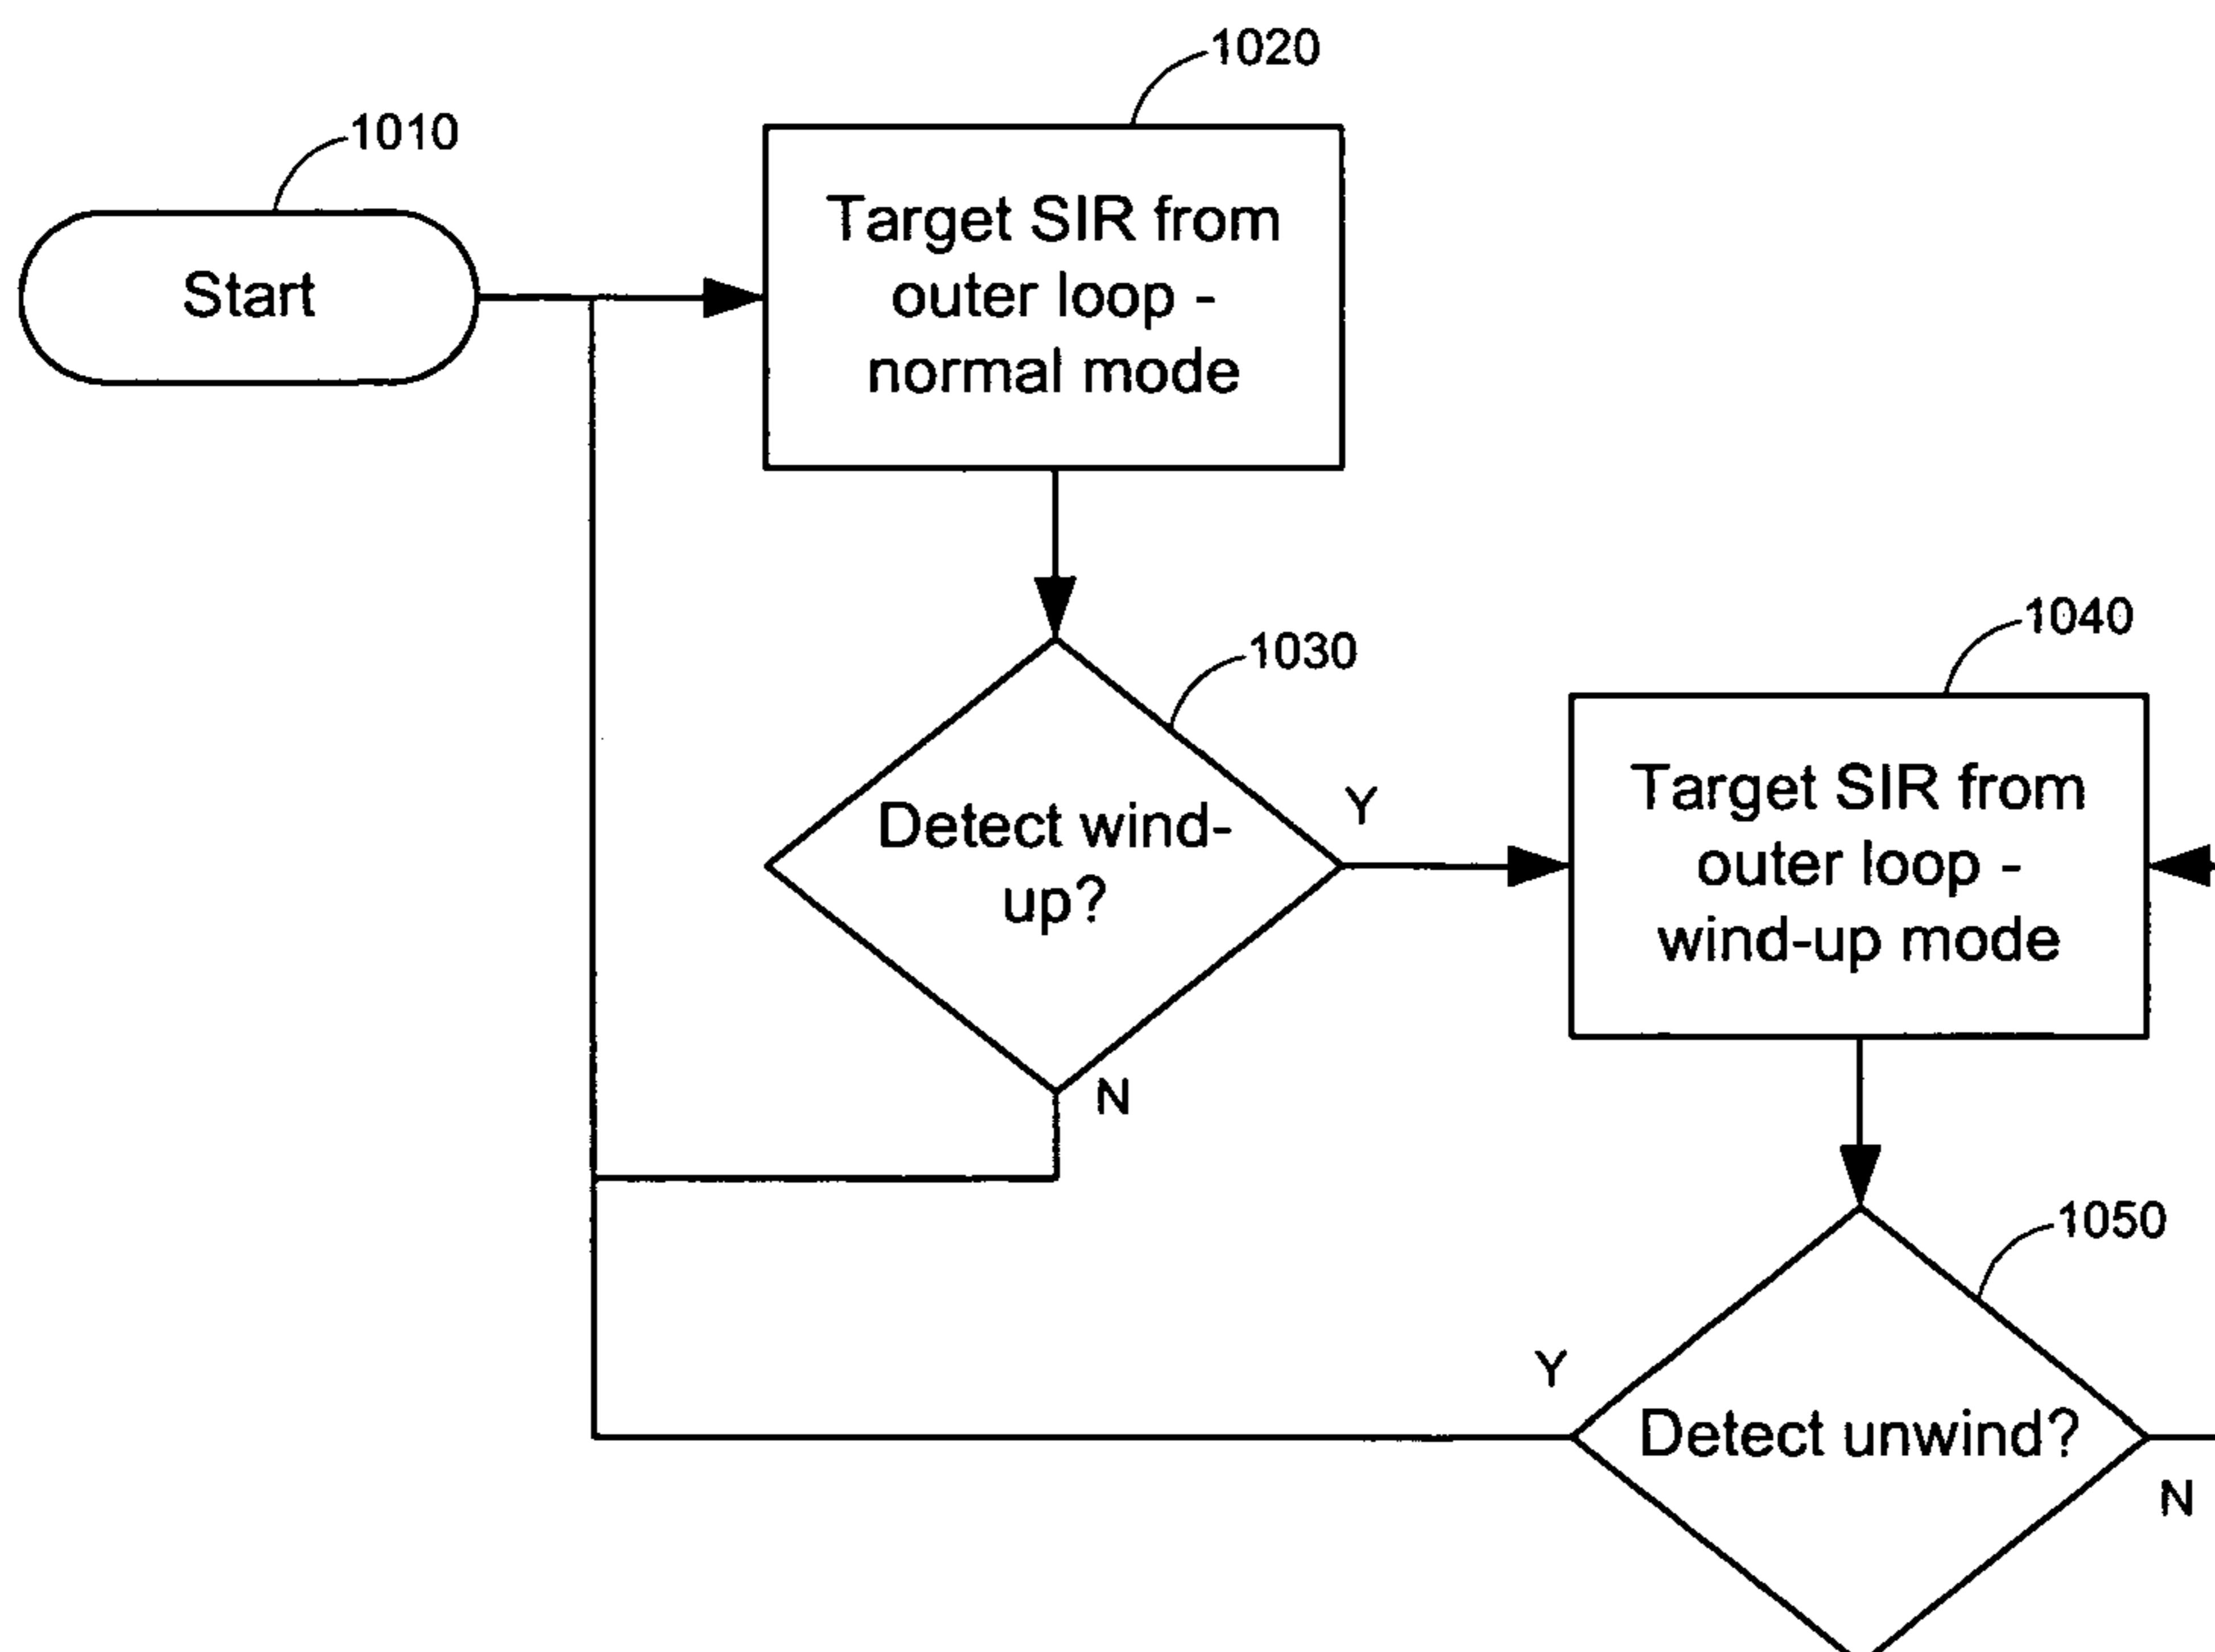 1020
1010
Target SIR from
outer loop -
normal mode
Start
1030
1040
Detect wind-
up?
Y
Target SIR from
outer loop -
wind-up mode
N
1050
Y
Detect unwind?
N